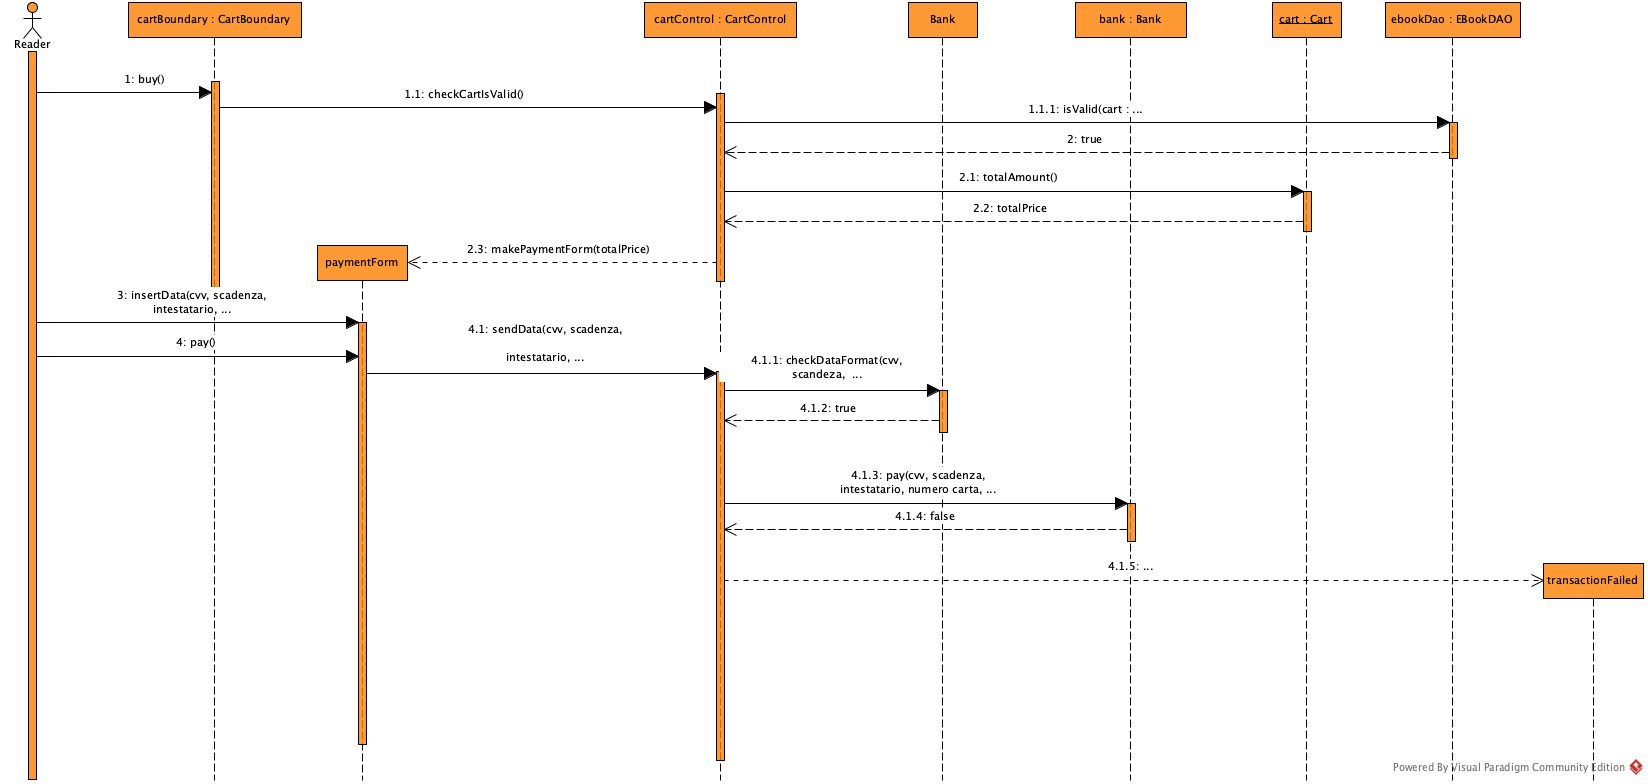 cartBoundary : CartBoundary
cartControl : CartControl
Bank
bank : Bank
cart : Cart
ebookDao : EBookDAO
Reader
1: buy()
1.1: checkCartIsValid()
1.1.1: isValid(cart : ...
2: true
2.1: totalAmount()
2.2: totalPrice
2.3: makePaymentForm(totalPrice)
paymentForm
3: insertData(cvv, scadenza,
intestatario, ...
4: pay()
4.1: sendData(cvv, scadenza,
intestatario, ...
4.1.1: checkDataFormat(cvv,
scandeza, ...
4.1.2: true
4.1.3: pay(cvv, scadenza,
intestatario, numero carta, ...
4.1.4: false
4.1.5: ...
transactionFailed
Powered By Visual Paradigm Community Edition